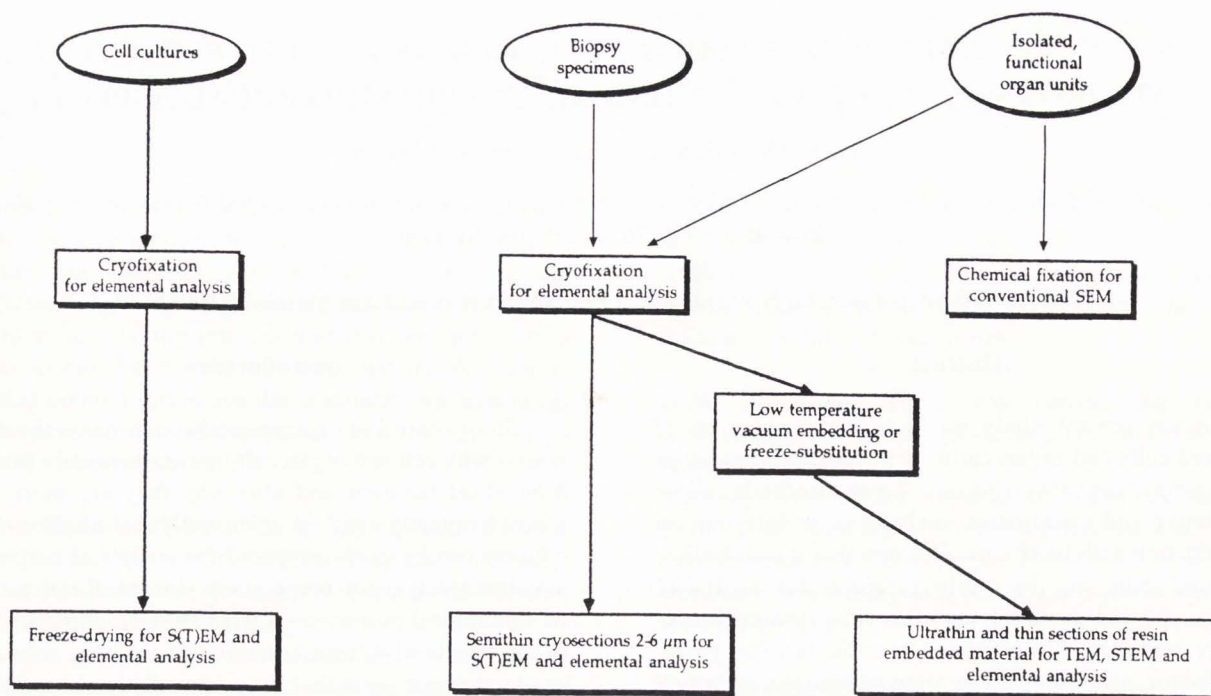 Cell cultures
Biopsy
specimens
Isolated,
functional
organ units
Cryofixation
for elemental analysis
Cryofixation
for elemental analysis
Chemical fixation for
conventional SEM
Low temperature
vacuum embedding or
freeze-substitution
Freeze-drying for S(T)EM and
elemental analysis
Semithin cryosections 2-6 µm for
S(T)EM and elemental analysis
Ultrathin and thin sections of resin
embedded material for TEM, STEM and
elemental analysis